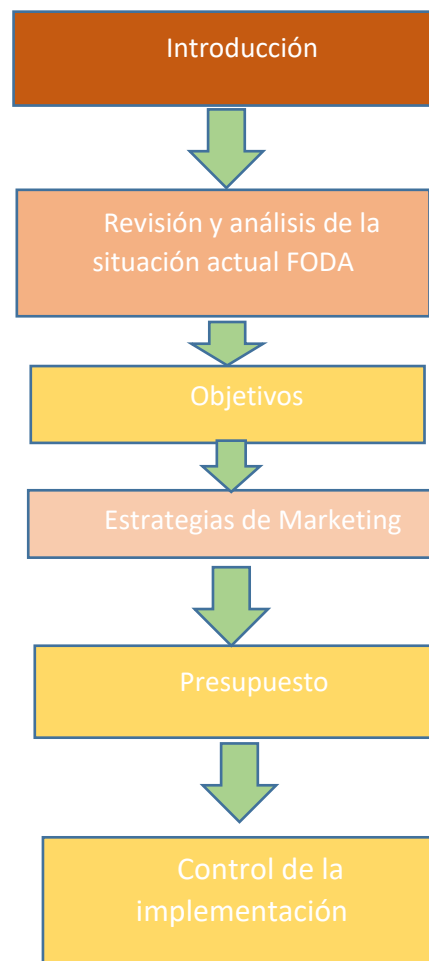 Introducción
Revisión y análisis de la
situación actual FODA
Objetivos
Estrategias de Marketing
Presupuesto
Control de la
implementación